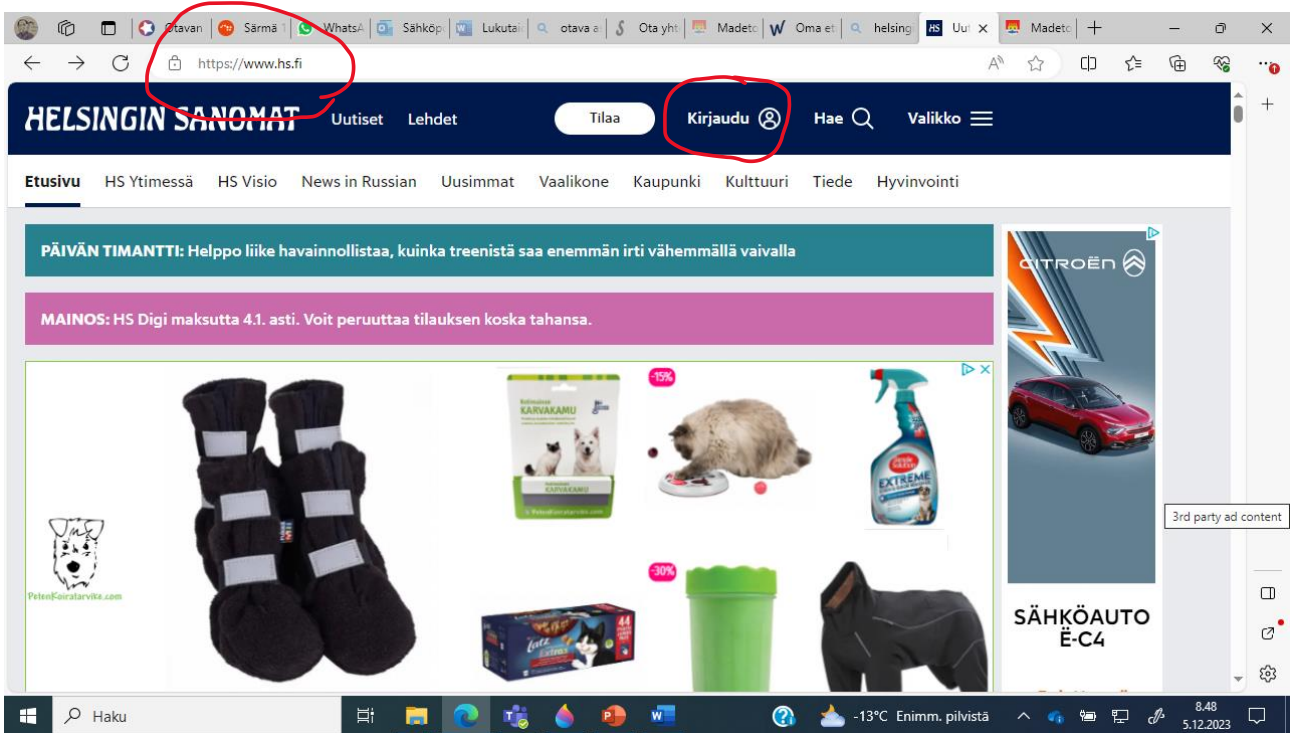 Otavan
Särmä T
WhatsA
Sähköp
Lukutai
otava a
Ota yht
Madeto
Oma et
helsing
HS Uut
Madeto
https://www.hs.fi
HELSINGIN SANOMAT Uutiset Lehdet Tilaa Kirjaudu Hae Valikko
Etusivu HS Ytimessä HS Visio News in Russian Uusimmat Vaalikone Kaupunki Kulttuuri Tiede Hyvinvointi
PÄIVÄN TIMANTTI: Helppo liike havainnollistaa, kuinka treenistä saa enemmän irti vähemmällä vaivalla
MAINOS: HS Digi maksutta 4.1. asti. Voit peruuttaa tilauksen koska tahansa.
CITROËN
-15%
KARVAKAMU
EXTREME
3rd party ad content
PetenKoiratarvike.com
-30%
44
SÄHKÖAUTO
Ë-C4
Haku
-13°C Enimm. pilvistä
8.48
5.12.2023